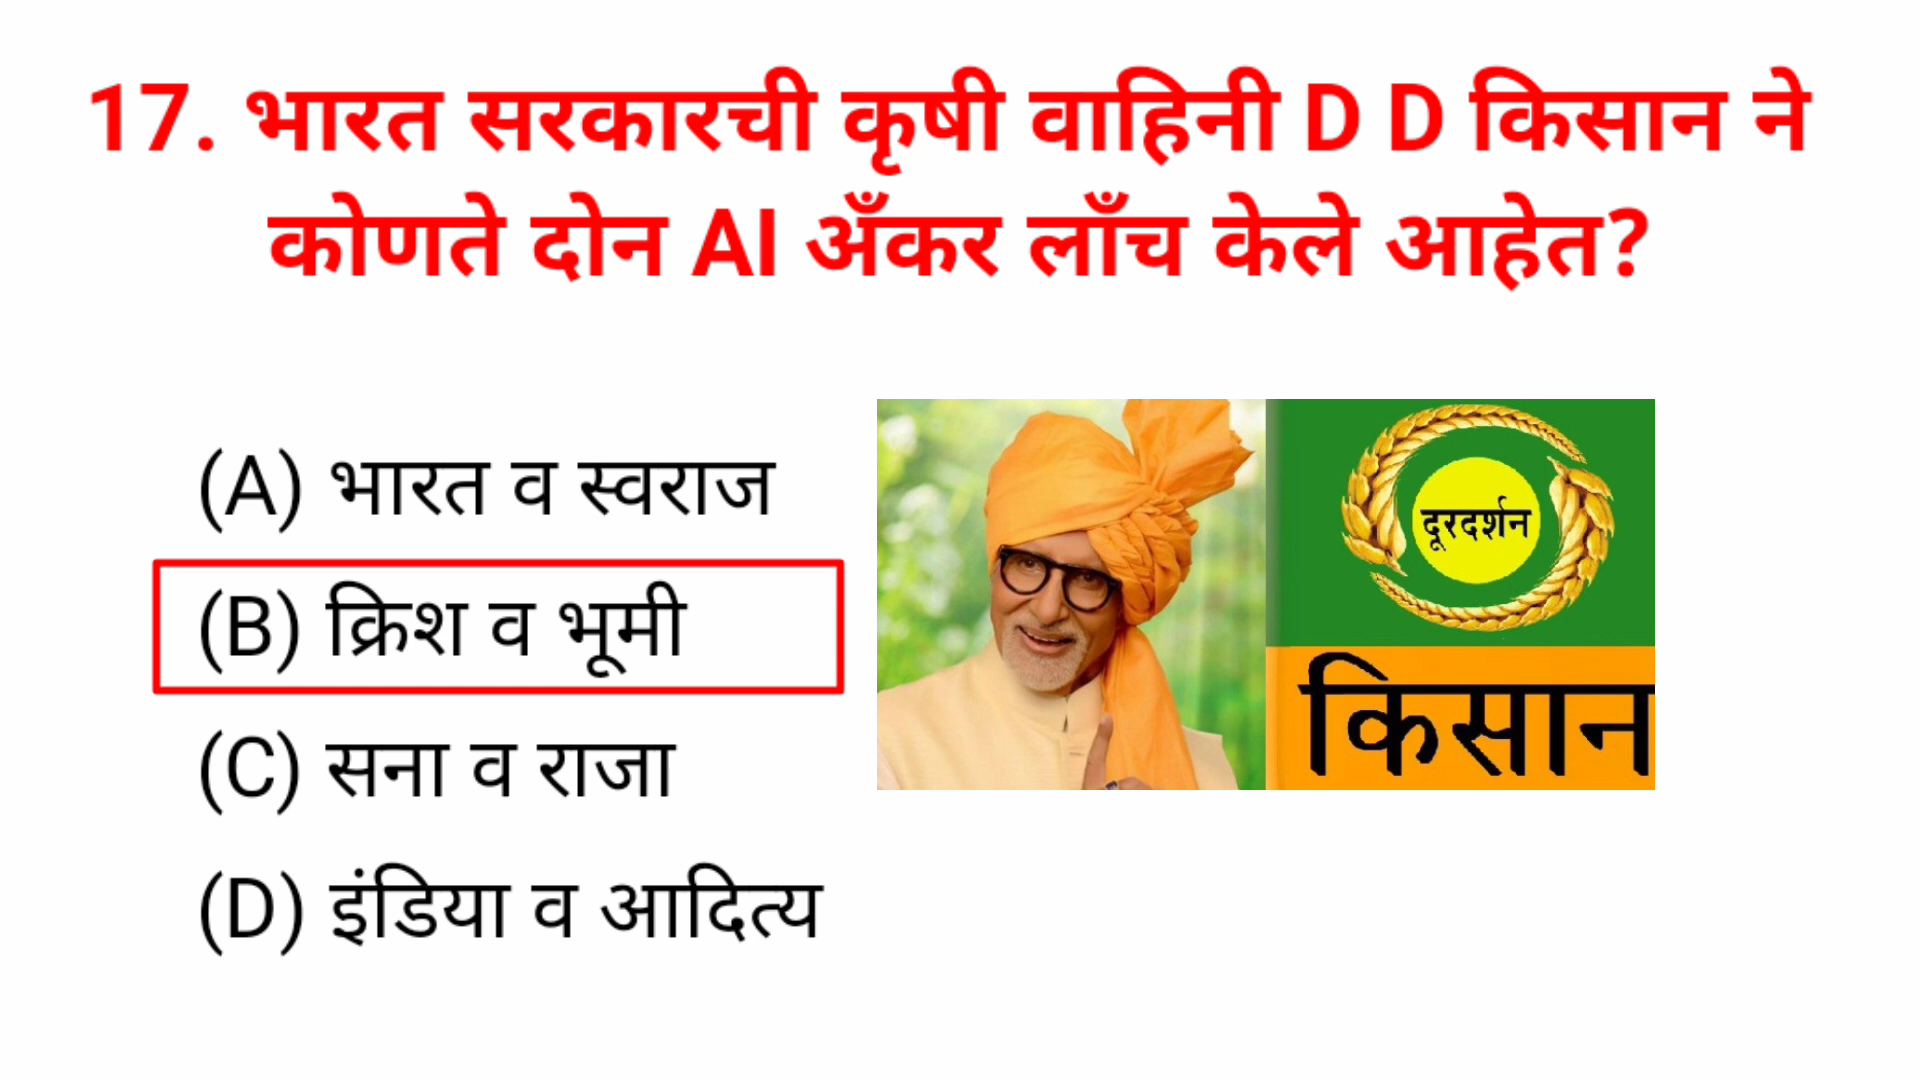 17. भारत सरकारची कृषी वाहिनी D D किसान ने
कोणते दोन AI अँकर लाँच केले आहेत?
(A) भारत व स्वराज
(B) क्रिश व भूमी
(C) सना व राजा
(D) इंडिया व आदित्य
दूरदर्शन
किसान